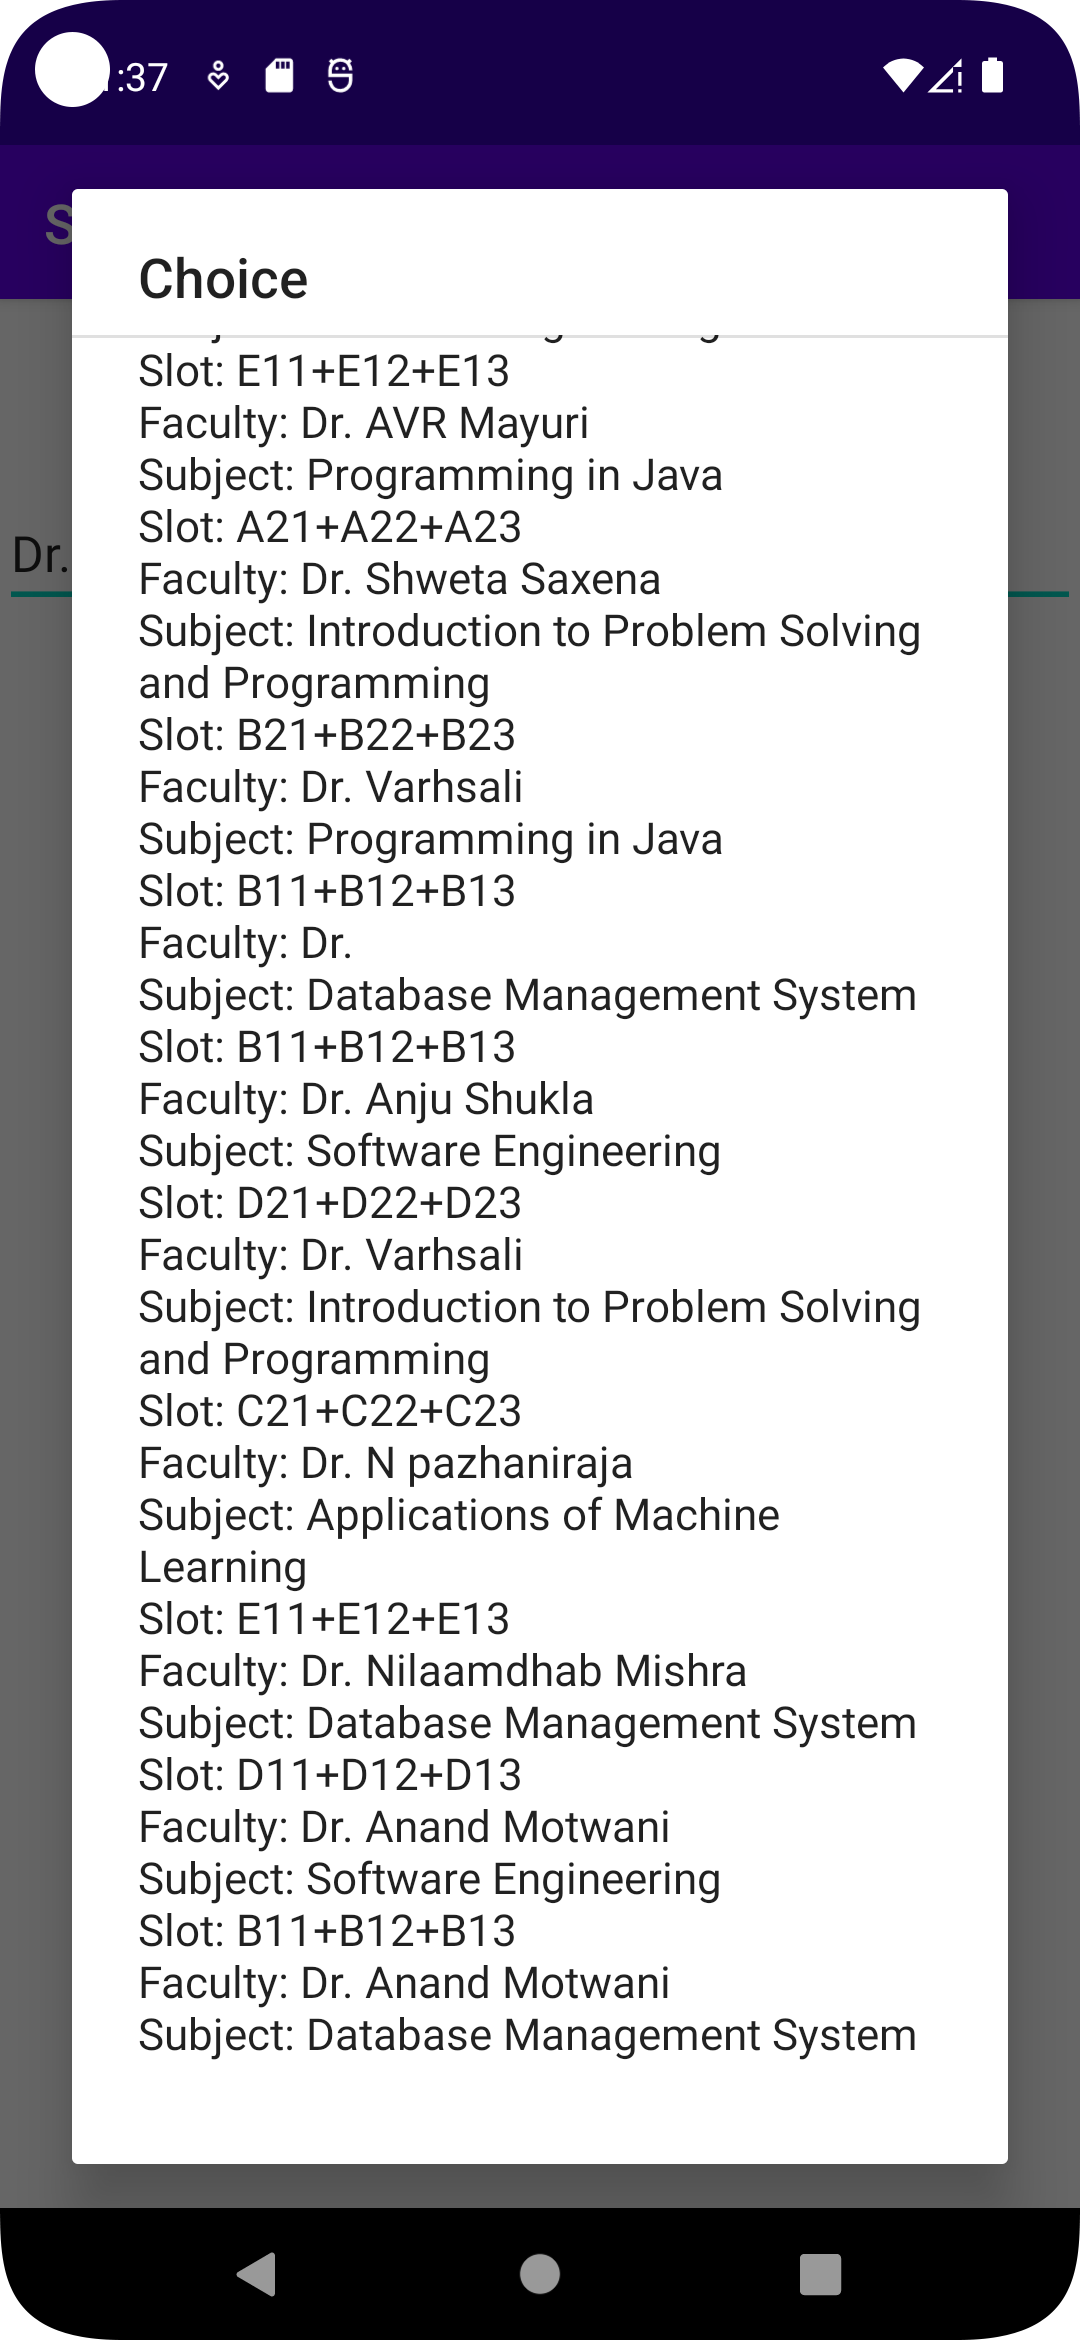 :37
S
Choice
Slot: E11+E12+E13
Faculty: Dr. AVR Mayuri
Subject: Programming in Java
Slot: A21+A22+A23
Dr.
Faculty: Dr. Shweta Saxena
Subject: Introduction to Problem Solving
and Programming
Slot: B21+B22+B23
Faculty: Dr. Varhsali
Subject: Programming in Java
Slot: B11+B12+B13
Faculty: Dr.
Subject: Database Management System
Slot: B11+B12+B13
Faculty: Dr. Anju Shukla
Subject: Software Engineering
Slot: D21+D22+D23
Faculty: Dr. Varhsali
Subject: Introduction to Problem Solving
and Programming
Slot: C21+C22+C23
Faculty: Dr. N pazhaniraja
Subject: Applications of Machine
Learning
Slot: E11+E12+E13
Faculty: Dr. Nilaamdhab Mishra
Subject: Database Management System
Slot: D11+D12+D13
Faculty: Dr. Anand Motwani
Subject: Software Engineering
Slot: B11+B12+B13
Faculty: Dr. Anand Motwani
Subject: Database Management System